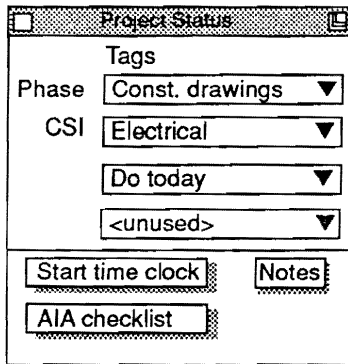 Project Status
Tags
Phase Const. drawings
CSI Electrical
Do today
<unused>
Start time clock Notes
AIA checklist